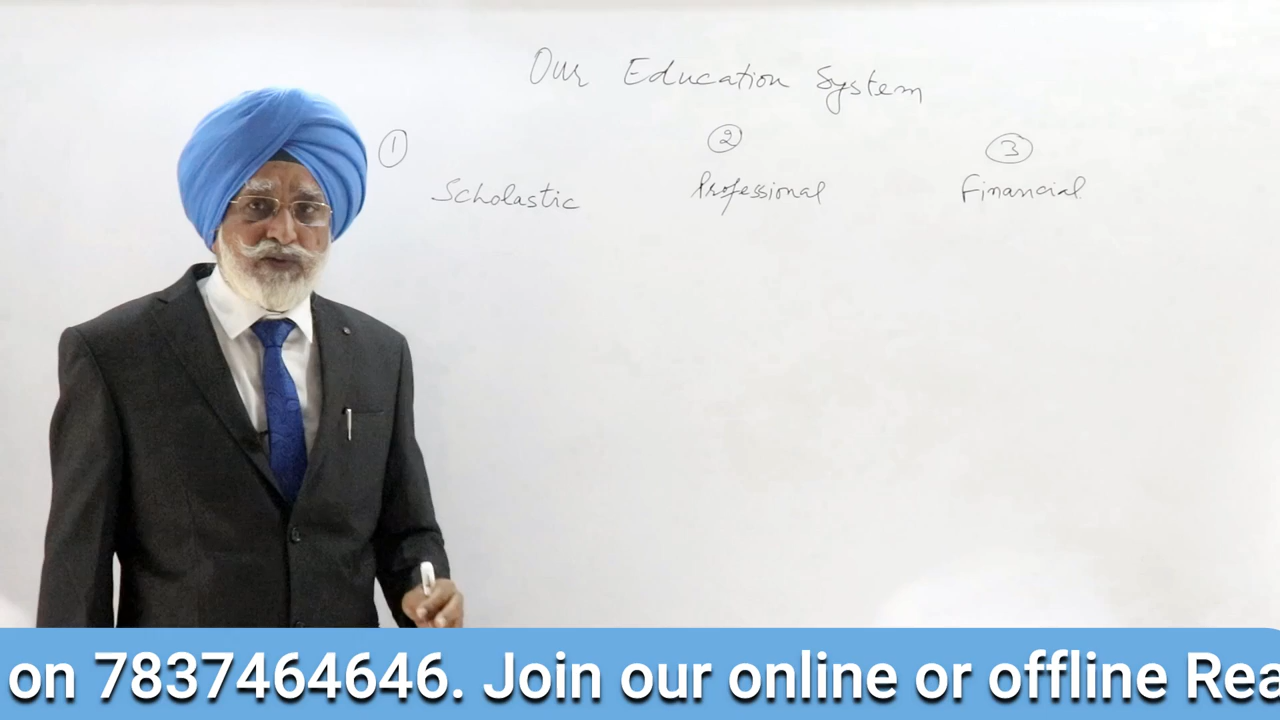 Our Education System
① ② ③
Scholastic Professional Financial
on 7837464646. Join our online or offline Rea